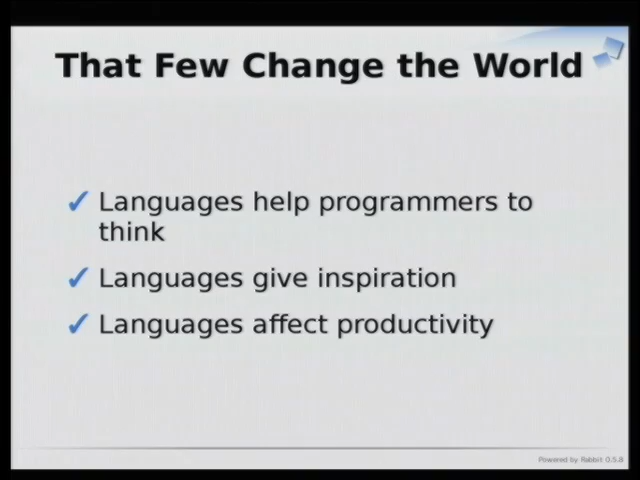 That Few Change the World
✓ Languages help programmers to
think
✓ Languages give inspiration
✓ Languages affect productivity
Powered by Rabbit 0.5.8